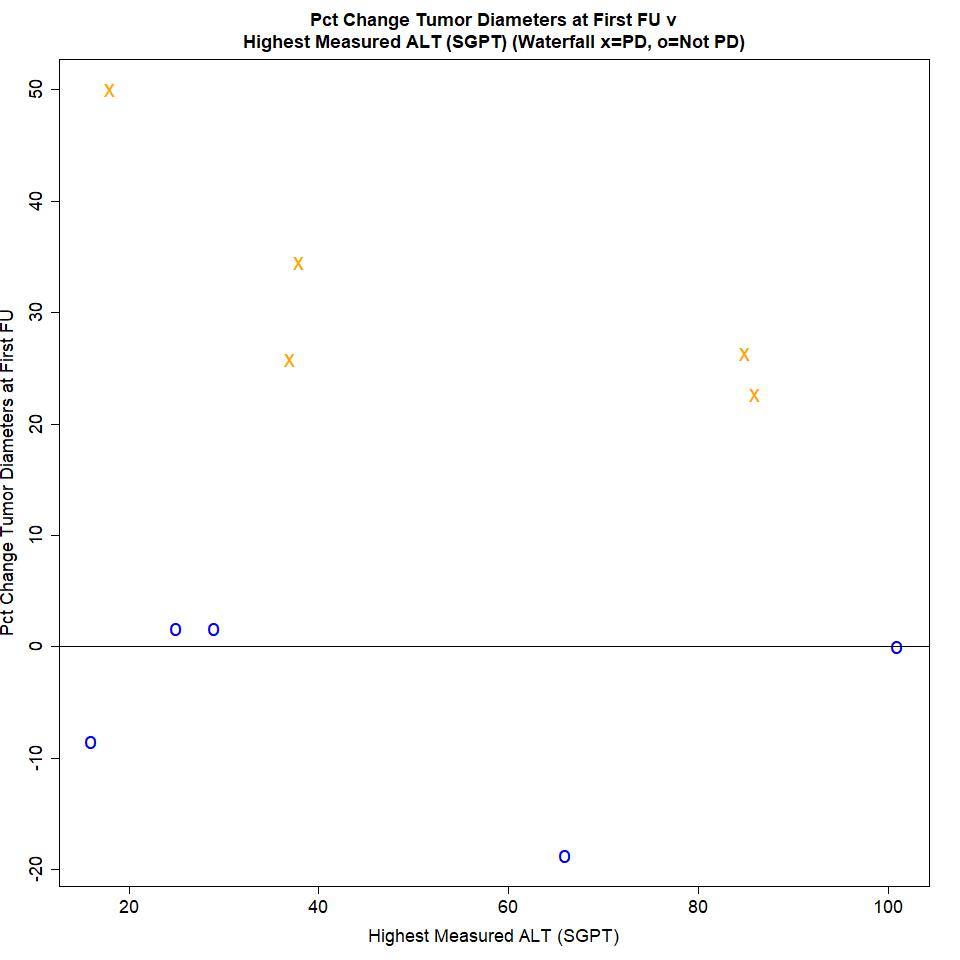 Pct Change Tumor Diameters at First FU v
Highest Measured ALT (SGPT) (Waterfall x=PD, o=Not PD)
Pct Change Tumor Diameters at First FU
50
40
30
20
10
0
-10
-20
X
X
X
X
X
O
O
O
O
O
20 40 60 80 100
Highest Measured ALT (SGPT)